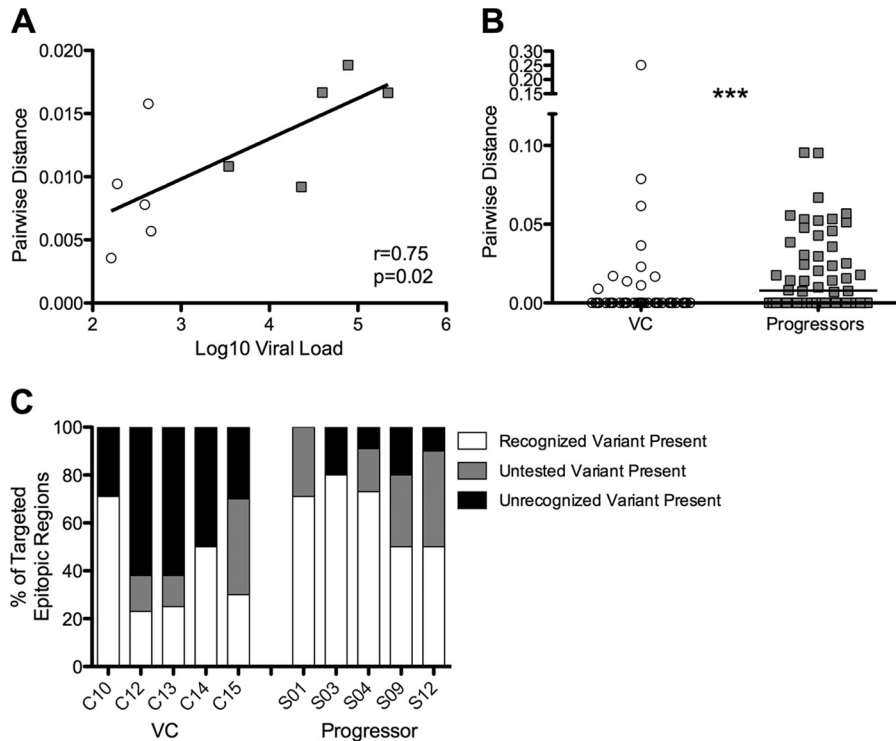 A
Pairwise Distance
0.020
0.015
0.010
0.005
0.000
r=0.75
p=0.02
2 3 4 5 6
Log10 Viral Load
B
Pairwise Distance
0.30
0.25
0.20
0.15
0.10
0.05
0.00
***
VC Progressors
C
% of Targeted
Epitopic Regions
100
80
60
40
20
0
C10 C12 C13 C14 C15 S01 S03 S04 S09 S12
VC Progressor
Recognized Variant Present
Untested Variant Present
Unrecognized Variant Present